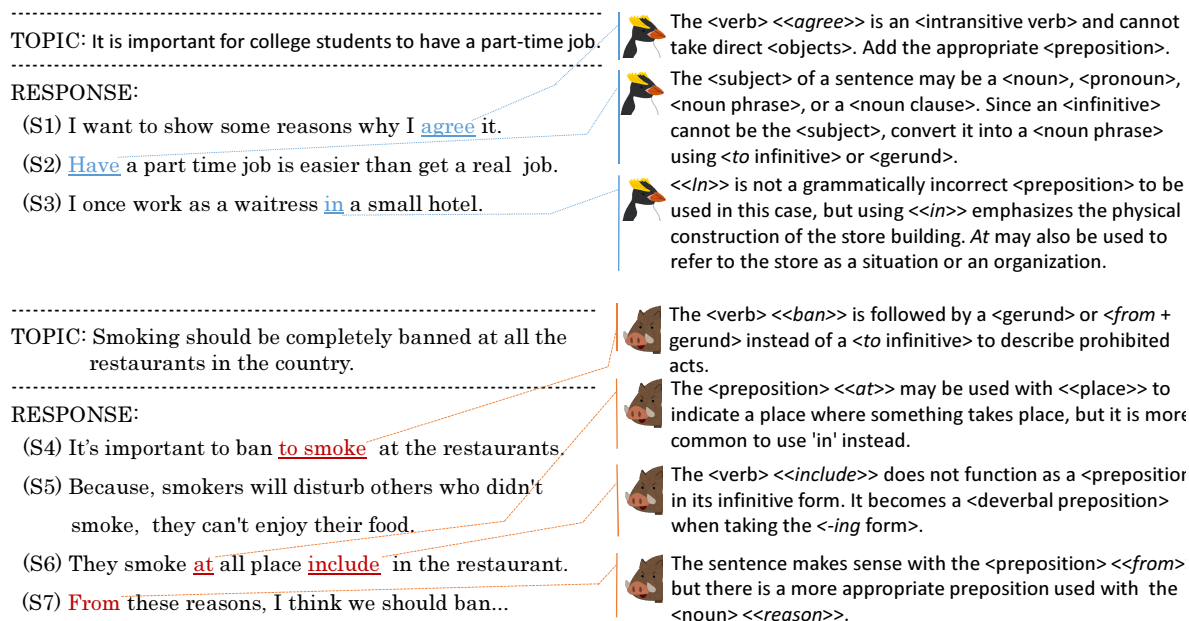 TOPIC: It is important for college students to have a part-time job.
RESPONSE:
(S1) I want to show some reasons why I agree it.
(S2) Have a part time job is easier than get a real job.
(S3) I once work as a waitress in a small hotel.
The <verb> <<agree>> is an <intransitive verb> and cannot
take direct <objects>. Add the appropriate <preposition>.
The <subject> of a sentence may be a <noun>, <pronoun>,
<noun phrase>, or a <noun clause>. Since an <infinitive>
cannot be the <subject>, convert it into a <noun phrase>
using <to infinitive> or <gerund>.
<<In>> is not a grammatically incorrect <preposition> to be
used in this case, but using <<in>> emphasizes the physical
construction of the store building. At may also be used to
refer to the store as a situation or an organization.
TOPIC: Smoking should be completely banned at all the
restaurants in the country.
RESPONSE:
(S4) It's important to ban to smoke at the restaurants.
(S5) Because, smokers will disturb others who didn't
smoke, they can't enjoy their food.
(S6) They smoke at all place include in the restaurant.
(S7) From these reasons, I think we should ban...
The <verb> <<ban>> is followed by a <gerund> or <from +
gerund> instead of a <to infinitive> to describe prohibited
acts.
The <preposition> <<at>> may be used with <<place>> to
indicate a place where something takes place, but it is more
common to use 'in' instead.
The <verb> <<include>> does not function as a <preposition
in its infinitive form. It becomes a <deverbal preposition>
when taking the <-ing form>.
The sentence makes sense with the <preposition> <<from>
but there is a more appropriate preposition used with the
<noun> <<reason>>.